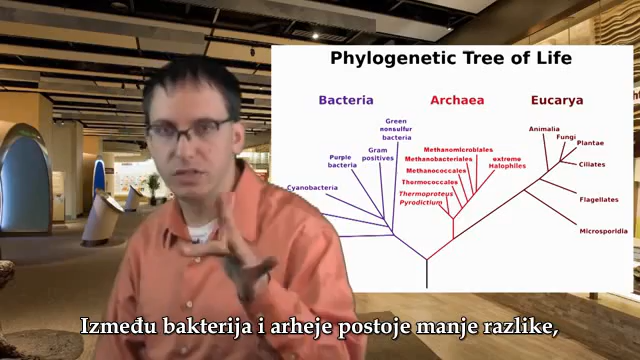 Phylogenetic Tree of Life
Bacteria
Archaea
Eucarya
Green
nonsulfur
bacteria
Gram
positives
Purple
bacteria
Cyanobacteria
Methanomicrobiales
Methanobacteriales
Methanococcales
Thermococcales
Thermoproteus
Pyrodictium
extreme
Halophiles
Animalia
Fungi
Plantae
Ciliates
Flagellates
Microsporidia
Između bakterija i arheje postoje manje razlike,